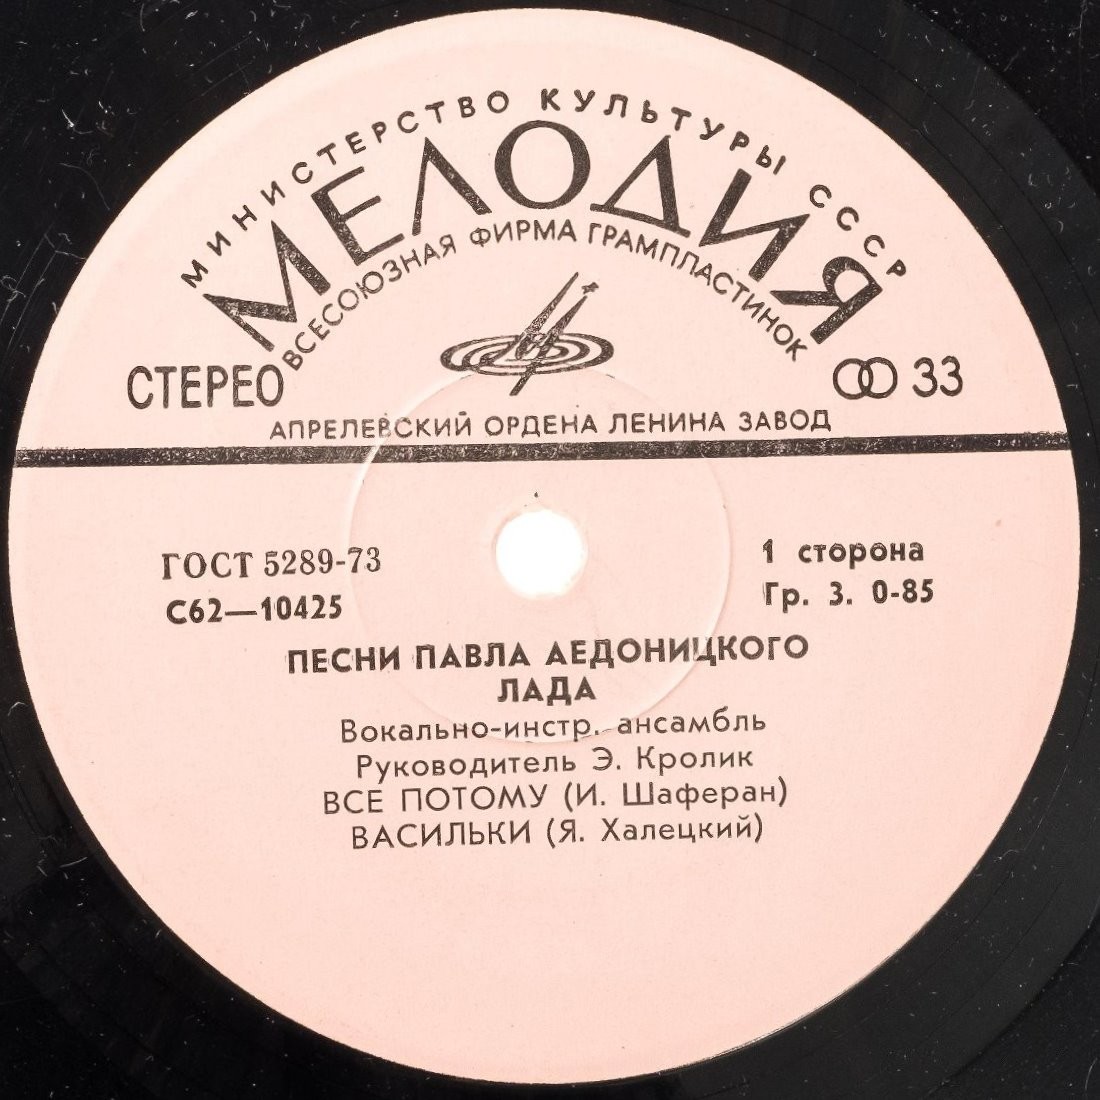 МИНИСТЕРСТВО КУЛЬТУРЫ СССР
МЕЛОДИЯ
ВСЕСОЮЗНАЯ ФИРМА ГРАМПЛАСТИНОК
СТЕРЕО
33
АПРЕЛЕВСКИЙ ОРДЕНА ЛЕНИНА ЗАВОД
ГОСТ 5289-73
С62—10425
1 сторона
Гр. 3. 0-85
ПЕСНИ ПАВЛА АЕДОНИЦКОГО
ЛАДА
Вокально-инстр. ансамбль
Руководитель Э. Кролик
ВСЕ ПОТОМУ (И. Шаферан)
ВАСИЛЬКИ (Я. Халецкий)